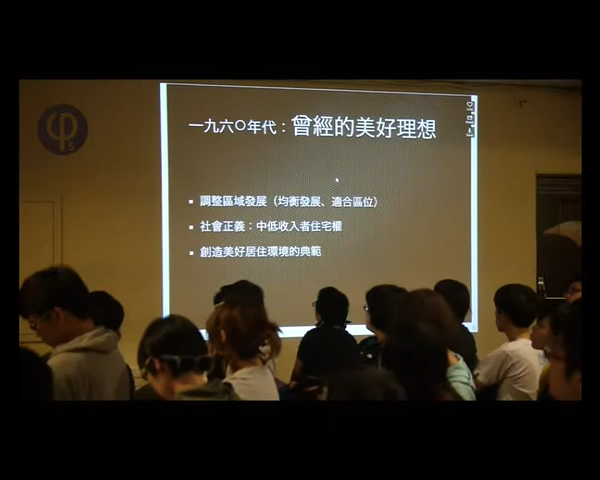 φ5
一九六〇年代：曾經的美好理想
▪ 調整區域發展（均衡發展、適合區位）
▪ 社會正義：中低收入者住宅權
▪ 創造美好居住環境的典範